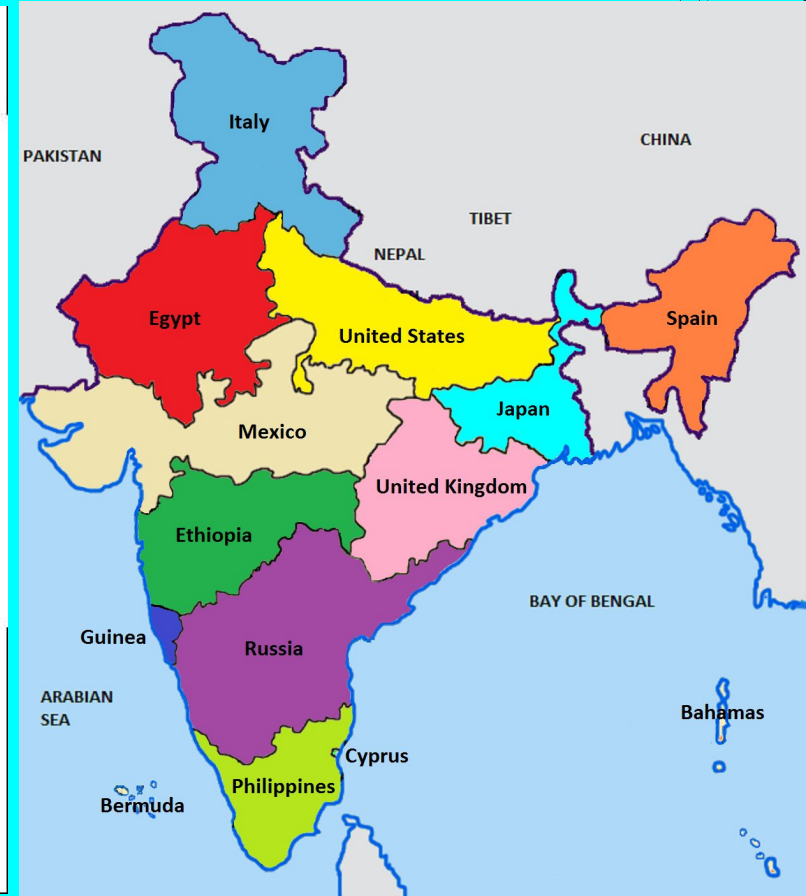 Italy
CHINA
PAKISTAN
TIBET
NEPAL
Egypt
Spain
United States
Japan
Mexico
United Kingdom
Ethiopia
BAY OF BENGAL
Guinea
Russia
ARABIAN
SEA
Bahamas
Cyprus
Philippines
Bermuda